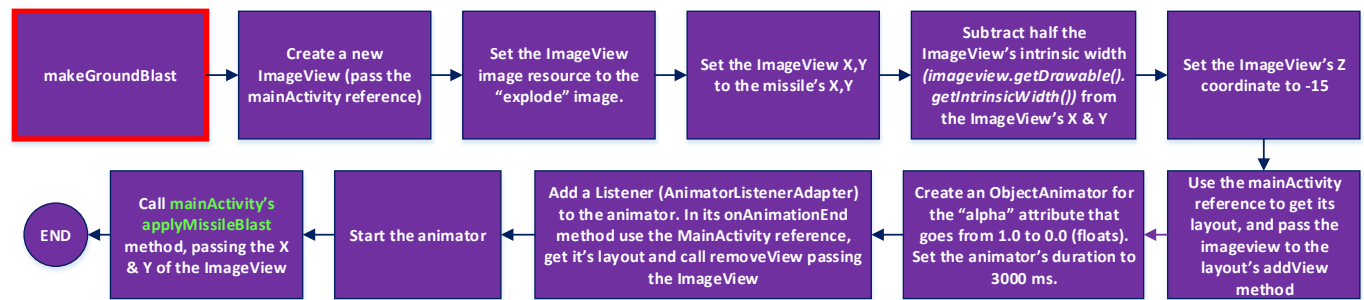 makeGroundBlast
Create a new
ImageView (pass the
mainActivity reference)
Set the ImageView
image resource to the
“explode” image.
Set the ImageView X,Y
to the missile’s X,Y
Subtract half the
ImageView’s intrinsic width
(imageview.getDrawable().
getIntrinsicWidth()) from
the ImageView’s X & Y
Set the ImageView’s Z
coordinate to -15
Use the mainActivity
reference to get its
layout, and pass the
imageview to the
layout’s addView
method
Create an ObjectAnimator for
the “alpha” attribute that
goes from 1.0 to 0.0 (floats).
Set the animator’s duration to
3000 ms.
Add a Listener (AnimatorListenerAdapter)
to the animator. In its onAnimationEnd
method use the MainActivity reference,
get it’s layout and call removeView passing
the ImageView
Start the animator
Call mainActivity’s
applyMissileBlast
method, passing the X
& Y of the ImageView
END